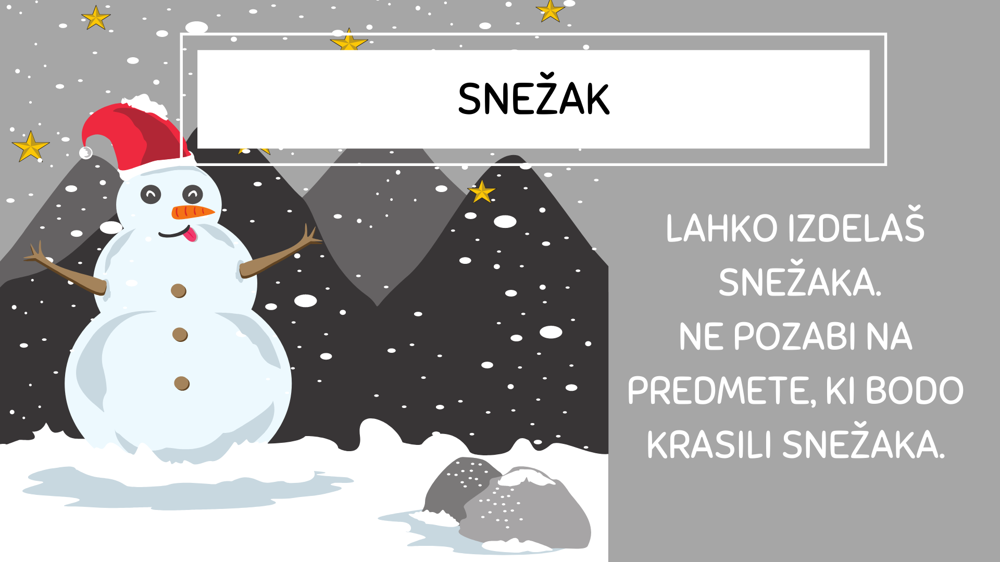 SNEŽAK
LAHKO IZDELAŠ
SNEŽAKA.
NE POZABI NA
PREDMETE, KI BODO
KRASILI SNEŽAKA.